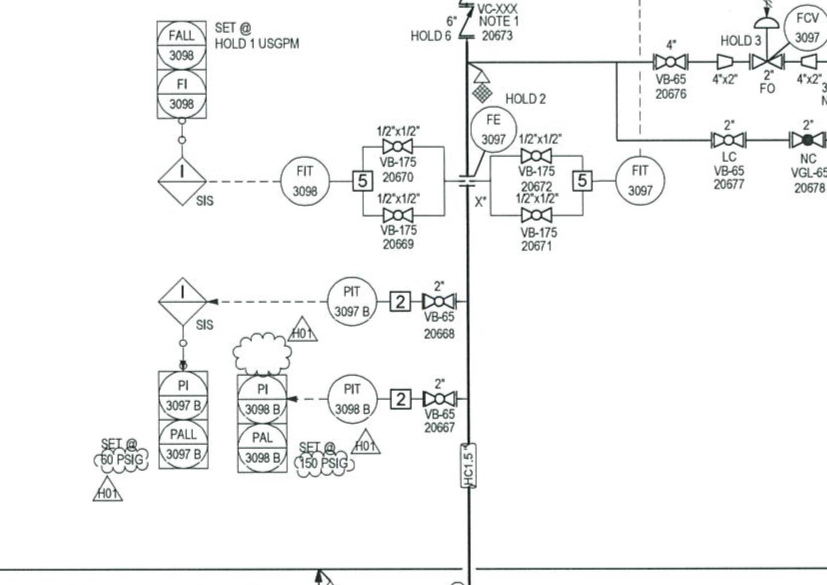 VC-XXX
NOTE 1
20673
6"
HOLD 6
FALL
3098
SET @
HOLD 1 USGPM
FI
3098
FCV
3097
HOLD 3
4"
VB-65
20676
4"x2"
2"
FO
4"x2"
HOLD 2
FE
3097
2"
LC
VB-65
20677
2"
NC
VGL-65
20678
1/2"x1/2"
VB-175
20670
1/2"x1/2"
VB-175
20672
I
SIS
FIT
3098
5
5
FIT
3097
1/2"x1/2"
VB-175
20669
X"
1/2"x1/2"
VB-175
20671
I
SIS
PIT
3097 B
2
2"
VB-65
20668
H01
PI
3097 B
PI
3098 B
PIT
3098 B
2
2"
VB-65
20667
PALL
3097 B
PAL
3098 B
SET @
60 PSIG
H01
SET @
150 PSIG
H01
HC1.5"